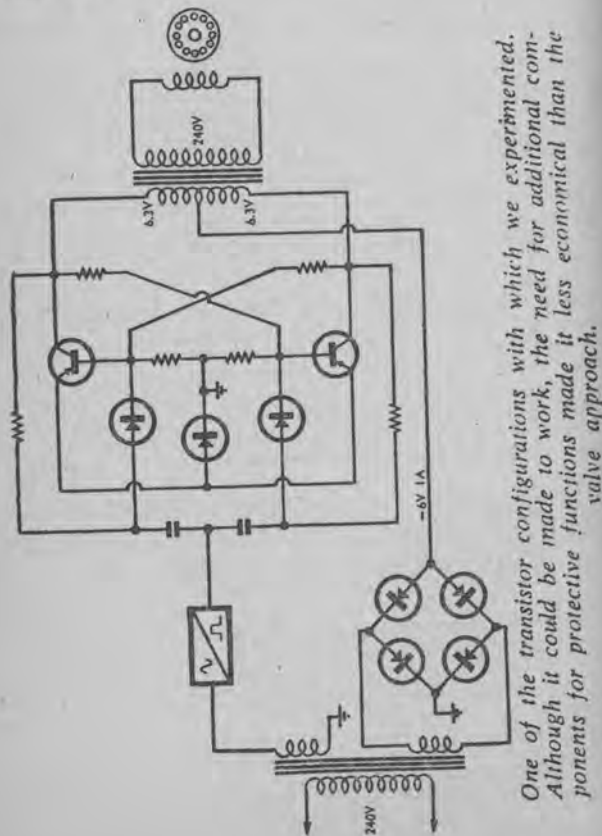 240V
6.3V
6.3V
−6V 1A
240V
One of the transistor configurations with which we experimented.
Although it could be made to work, the need for additional com-
ponents for protective functions made it less economical than the
valve approach.